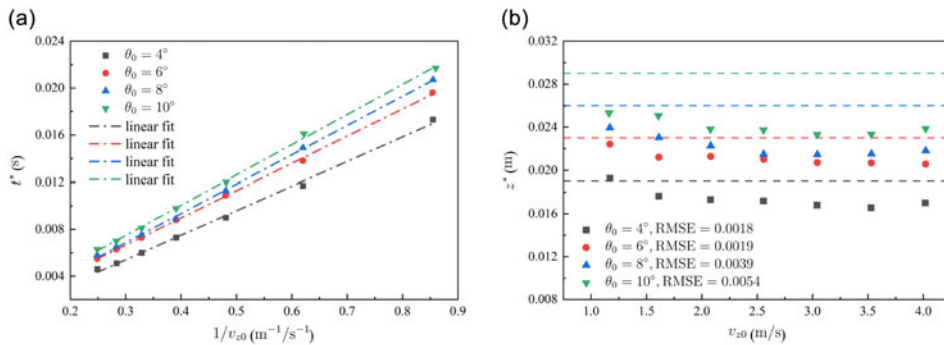 (a)
0.024
0.020
0.016
0.012
0.008
0.004
t* (s)
θ₀ = 4°
θ₀ = 6°
θ₀ = 8°
θ₀ = 10°
linear fit
linear fit
linear fit
linear fit
0.2 0.3 0.4 0.5 0.6 0.7 0.8 0.9
1/v_z0 (m⁻¹/s⁻¹)
(b)
0.032
0.028
0.024
0.020
0.016
0.012
0.008
z* (m)
θ₀ = 4°, RMSE = 0.0018
θ₀ = 6°, RMSE = 0.0019
θ₀ = 8°, RMSE = 0.0039
θ₀ = 10°, RMSE = 0.0054
1.0 1.5 2.0 2.5 3.0 3.5 4.0
v_z0 (m/s)